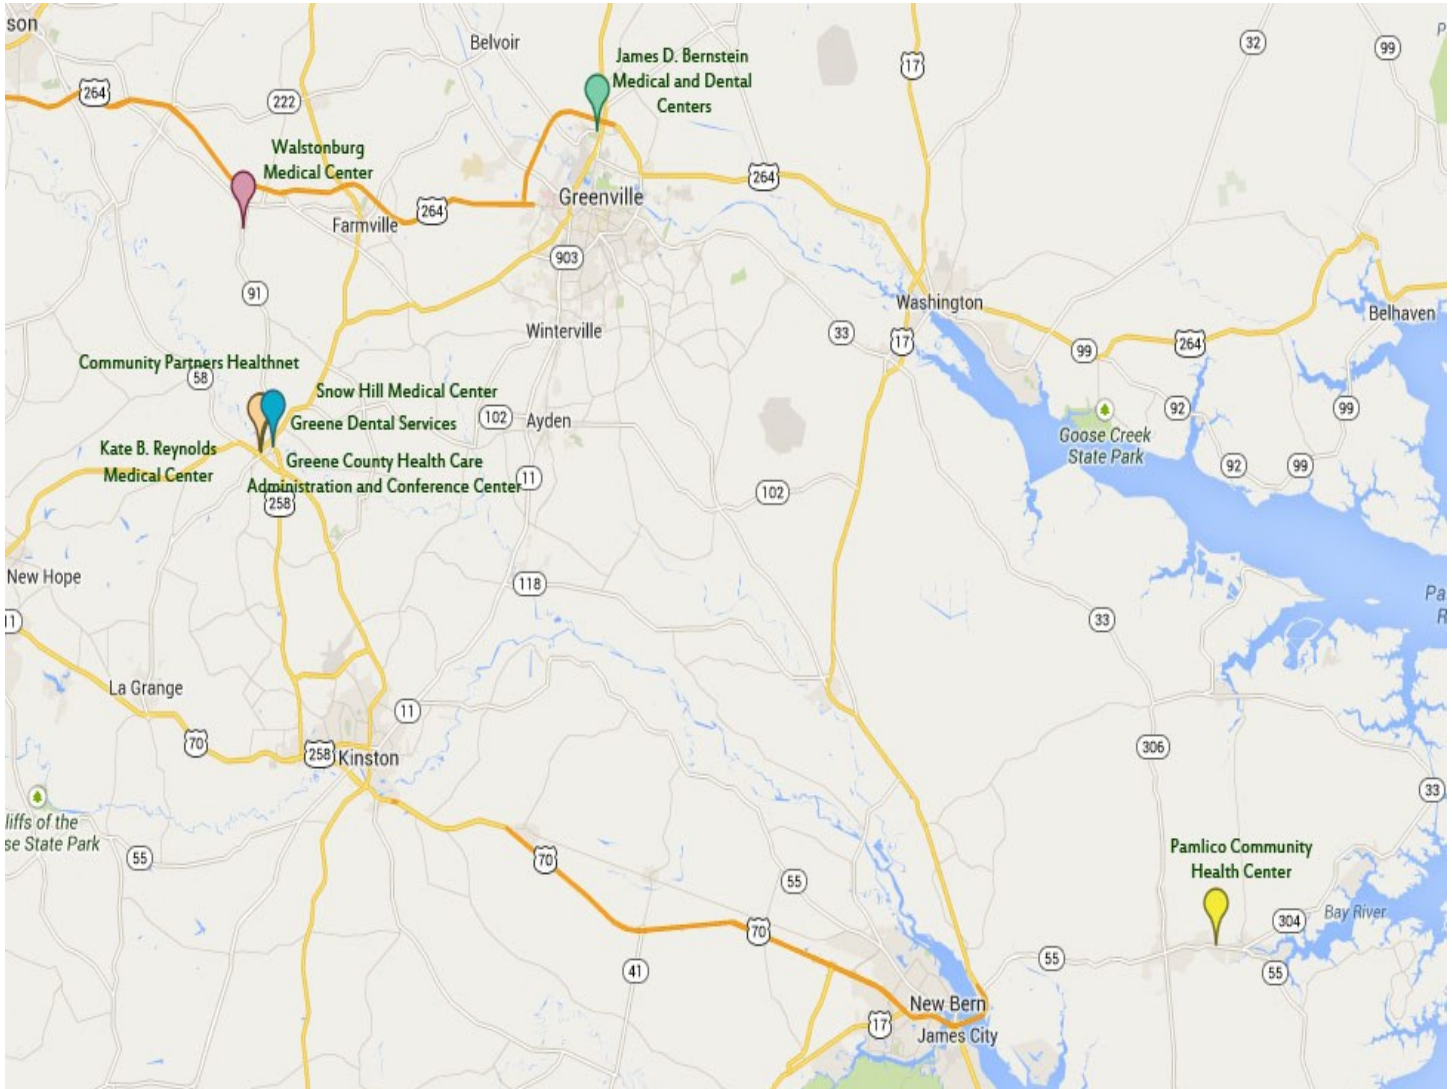 son
Belvoir
James D. Bernstein
Medical and Dental
Centers
17
32
99
P
264
222
Walstonburg
Medical Center
264
Greenville
264
Farmville
903
91
Washington
Belhaven
Winterville
33
17
99
264
Community Partners Healthnet
58
Snow Hill Medical Center
92
99
102
Ayden
Greene Dental Services
Goose Creek
State Park
Kate B. Reynolds
Medical Center
Greene County Health Care
Administration and Conference Center
11
92
99
258
102
New Hope
118
Pa
R
11
33
La Grange
11
70
258
Kinston
306
33
liffs of the
se State Park
55
70
Pamlico Community
Health Center
55
304
Bay River
70
41
55
55
New Bern
17
James City